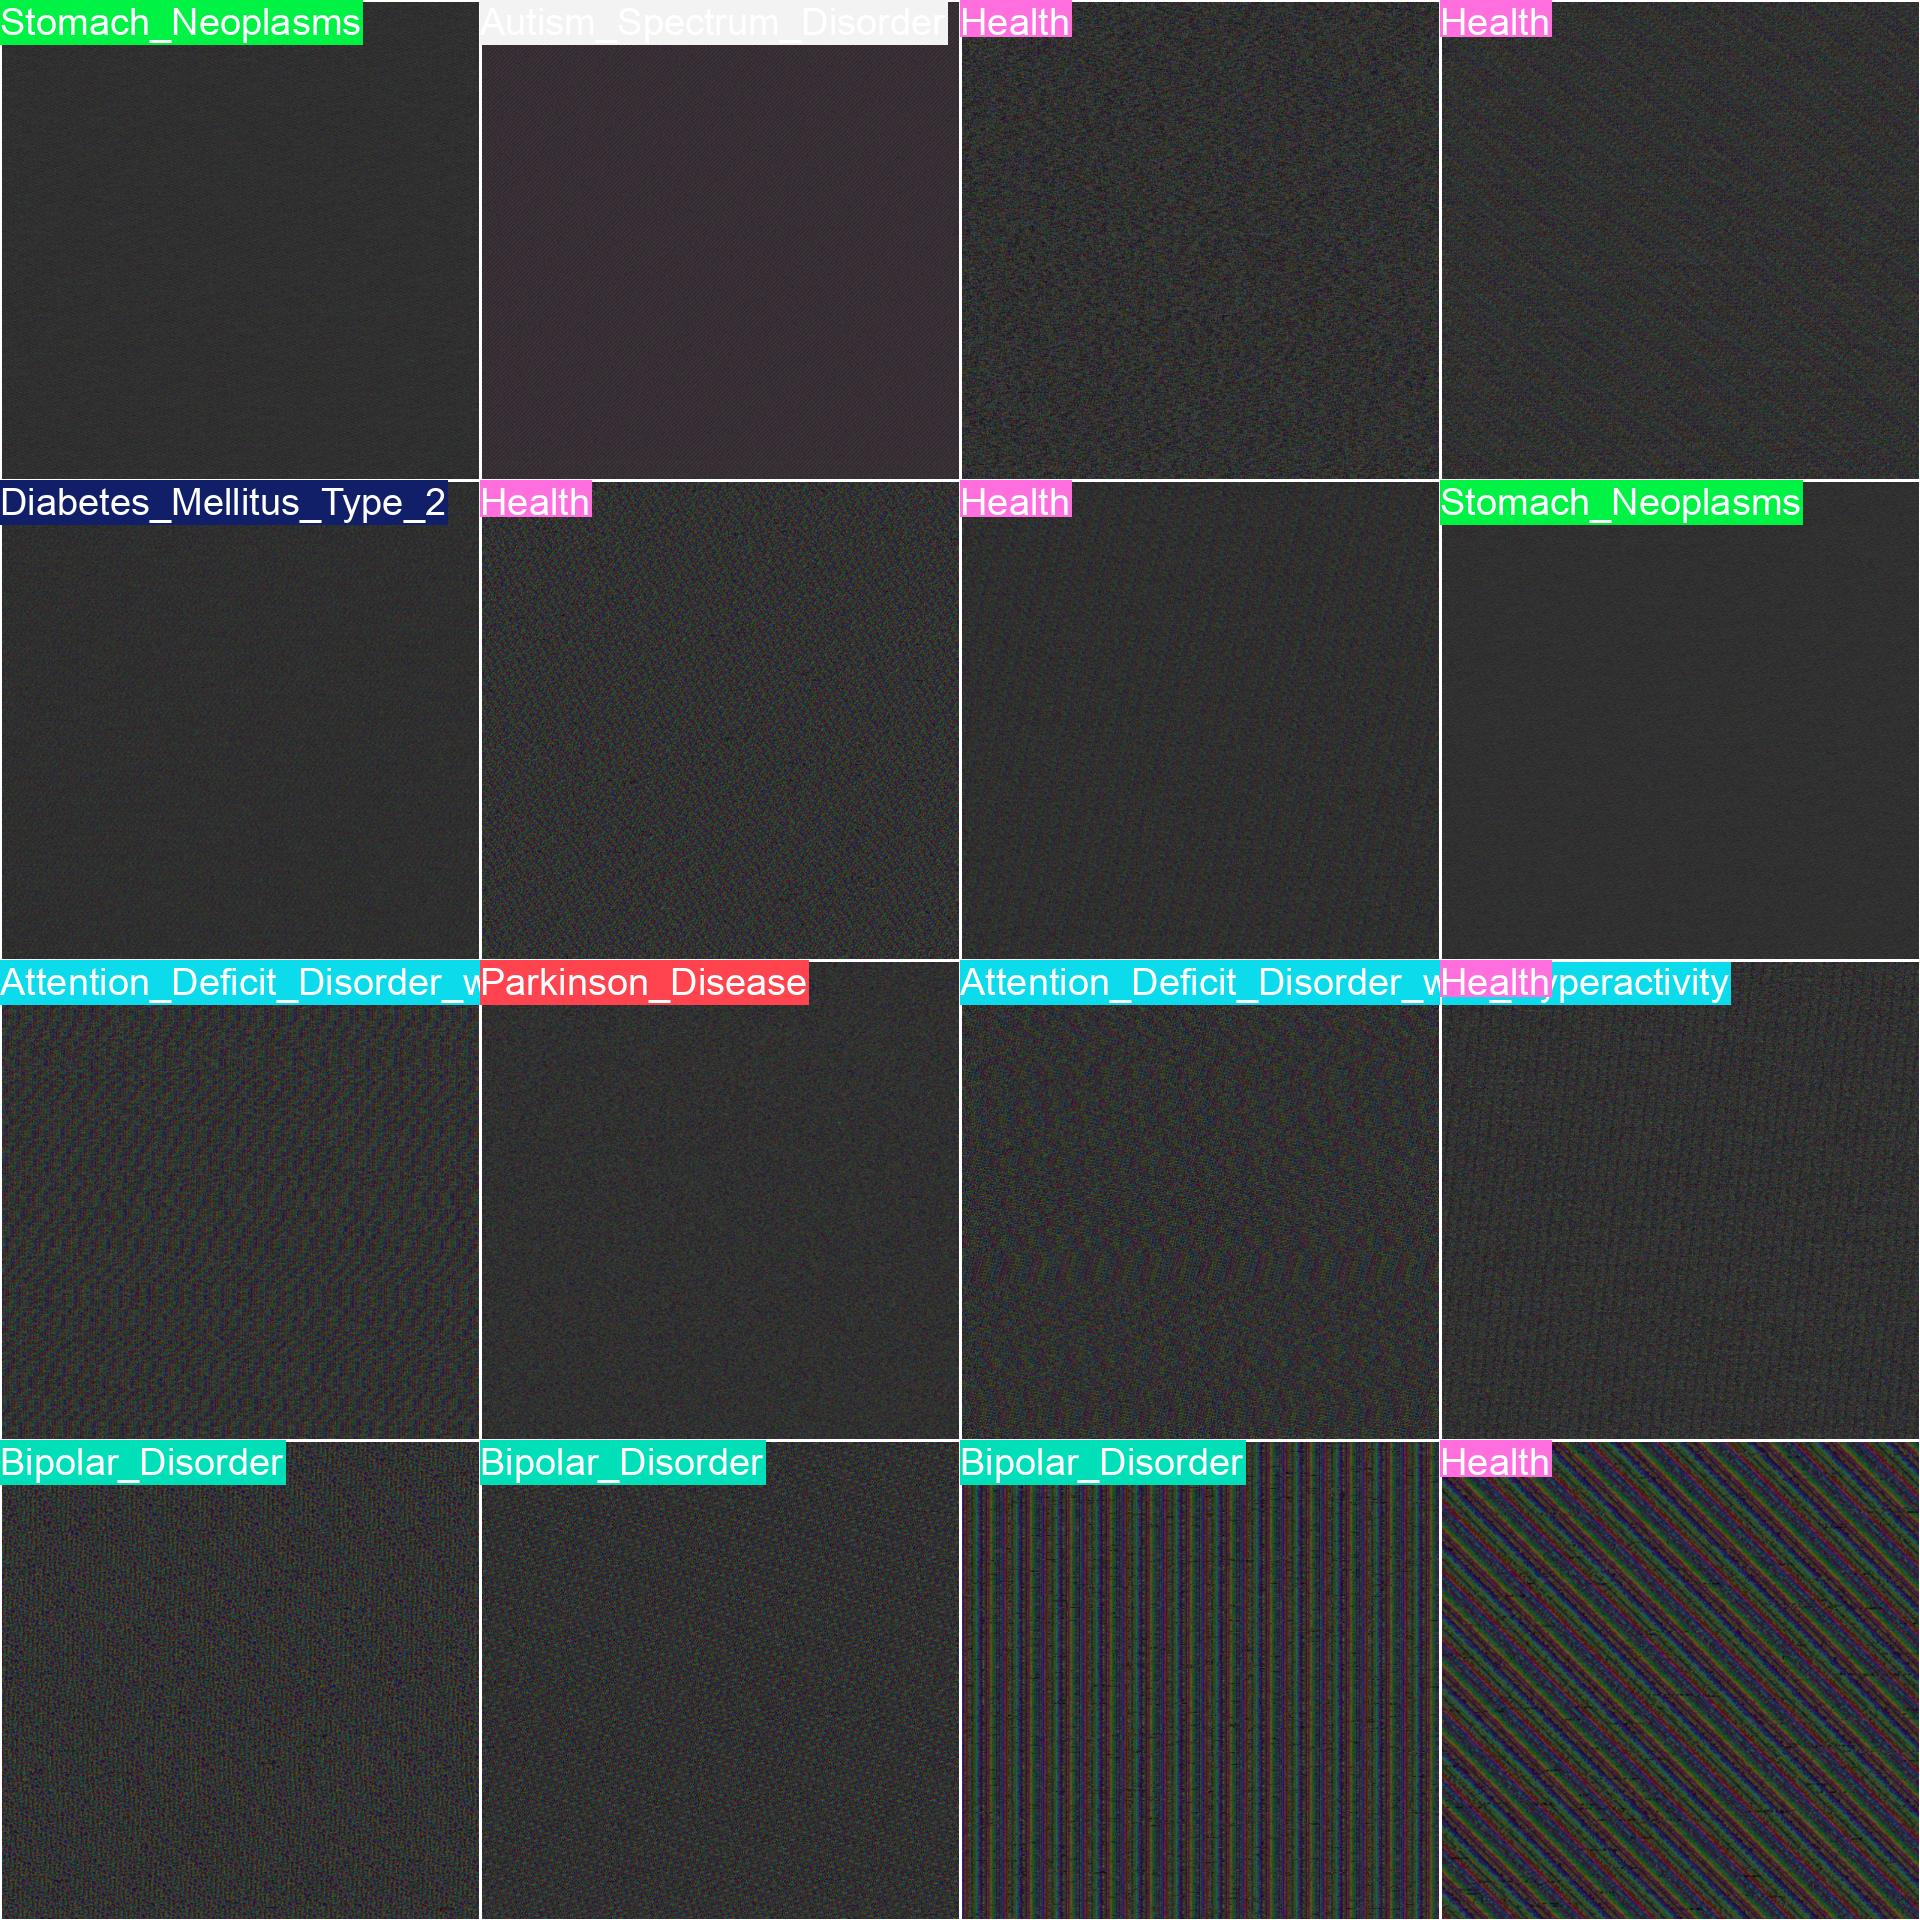 Stomach_Neoplasms
Autism_Spectrum_Disorder
Health
Health
Diabetes_Mellitus_Type_2
Health
Health
Stomach_Neoplasms
Attention_Deficit_Disorder_w
Parkinson_Disease
Attention_Deficit_Disorder_w
Health
yperactivity
Bipolar_Disorder
Bipolar_Disorder
Bipolar_Disorder
Health